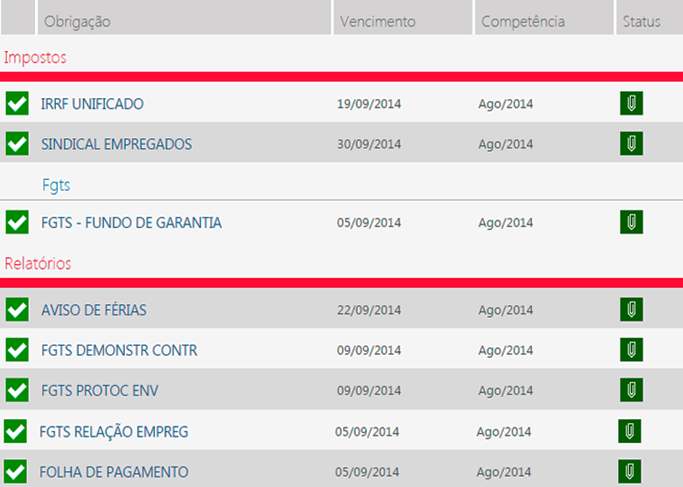 Obrigação Vencimento Competência Status
Impostos
IRRF UNIFICADO 19/09/2014 Ago/2014
SINDICAL EMPREGADOS 30/09/2014 Ago/2014
Fgts
FGTS - FUNDO DE GARANTIA 05/09/2014 Ago/2014
Relatórios
AVISO DE FÉRIAS 22/09/2014 Ago/2014
FGTS DEMONSTR CONTR 09/09/2014 Ago/2014
FGTS PROTOC ENV 09/09/2014 Ago/2014
FGTS RELAÇÃO EMPREG 05/09/2014 Ago/2014
FOLHA DE PAGAMENTO 05/09/2014 Ago/2014